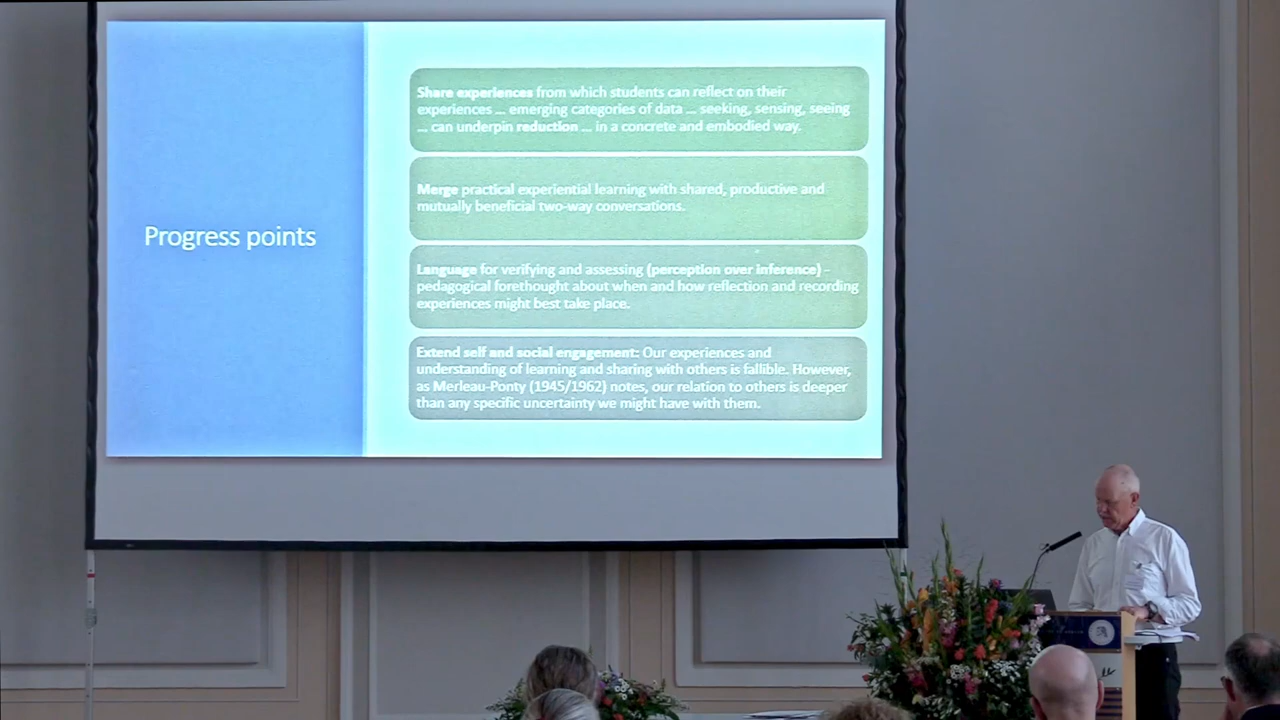 Progress points
Share experiences from which students can reflect on their
experiences ... emerging categories of data ... seeking, sensing, seeing
... can underpin reduction ... in a concrete and embodied way.
Merge practical experiential learning with shared, productive and
mutually beneficial two-way conversations.
Language for verifying and assessing (perception over inference) -
pedagogical forethought about when and how reflection and recording
experiences might best take place.
Extend self and social engagement: Our experiences and
understanding of learning and sharing with others is fallible. However,
as Merleau-Ponty (1945/1962) notes, our relation to others is deeper
than any specific uncertainty we might have with them.